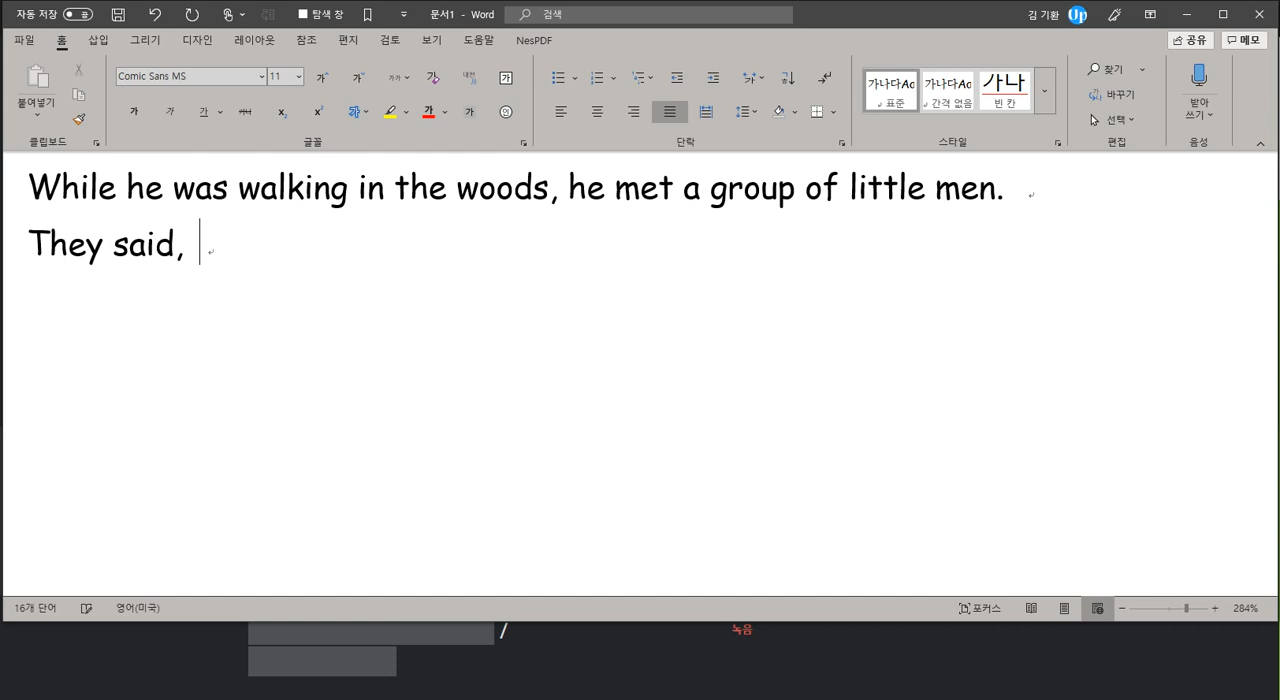 자동 저장 끔 탐색 창 문서1 - Word 검색 김 기환 Up
파일 홈 삽입 그리기 디자인 레이아웃 참조 편지 검토 보기 도움말 NesPDF 공유 메모
붙여넣기 Comic Sans MS 11 가나다Aa 가나다Aa 가나 찾기
표준 간격 없음 빈 칸 바꾸기 받아
선택 쓰기
클립보드 글꼴 단락 스타일 편집 음성
While he was walking in the woods, he met a group of little men.
They said,
16개 단어 영어(미국) 포커스 284%
/ 녹음